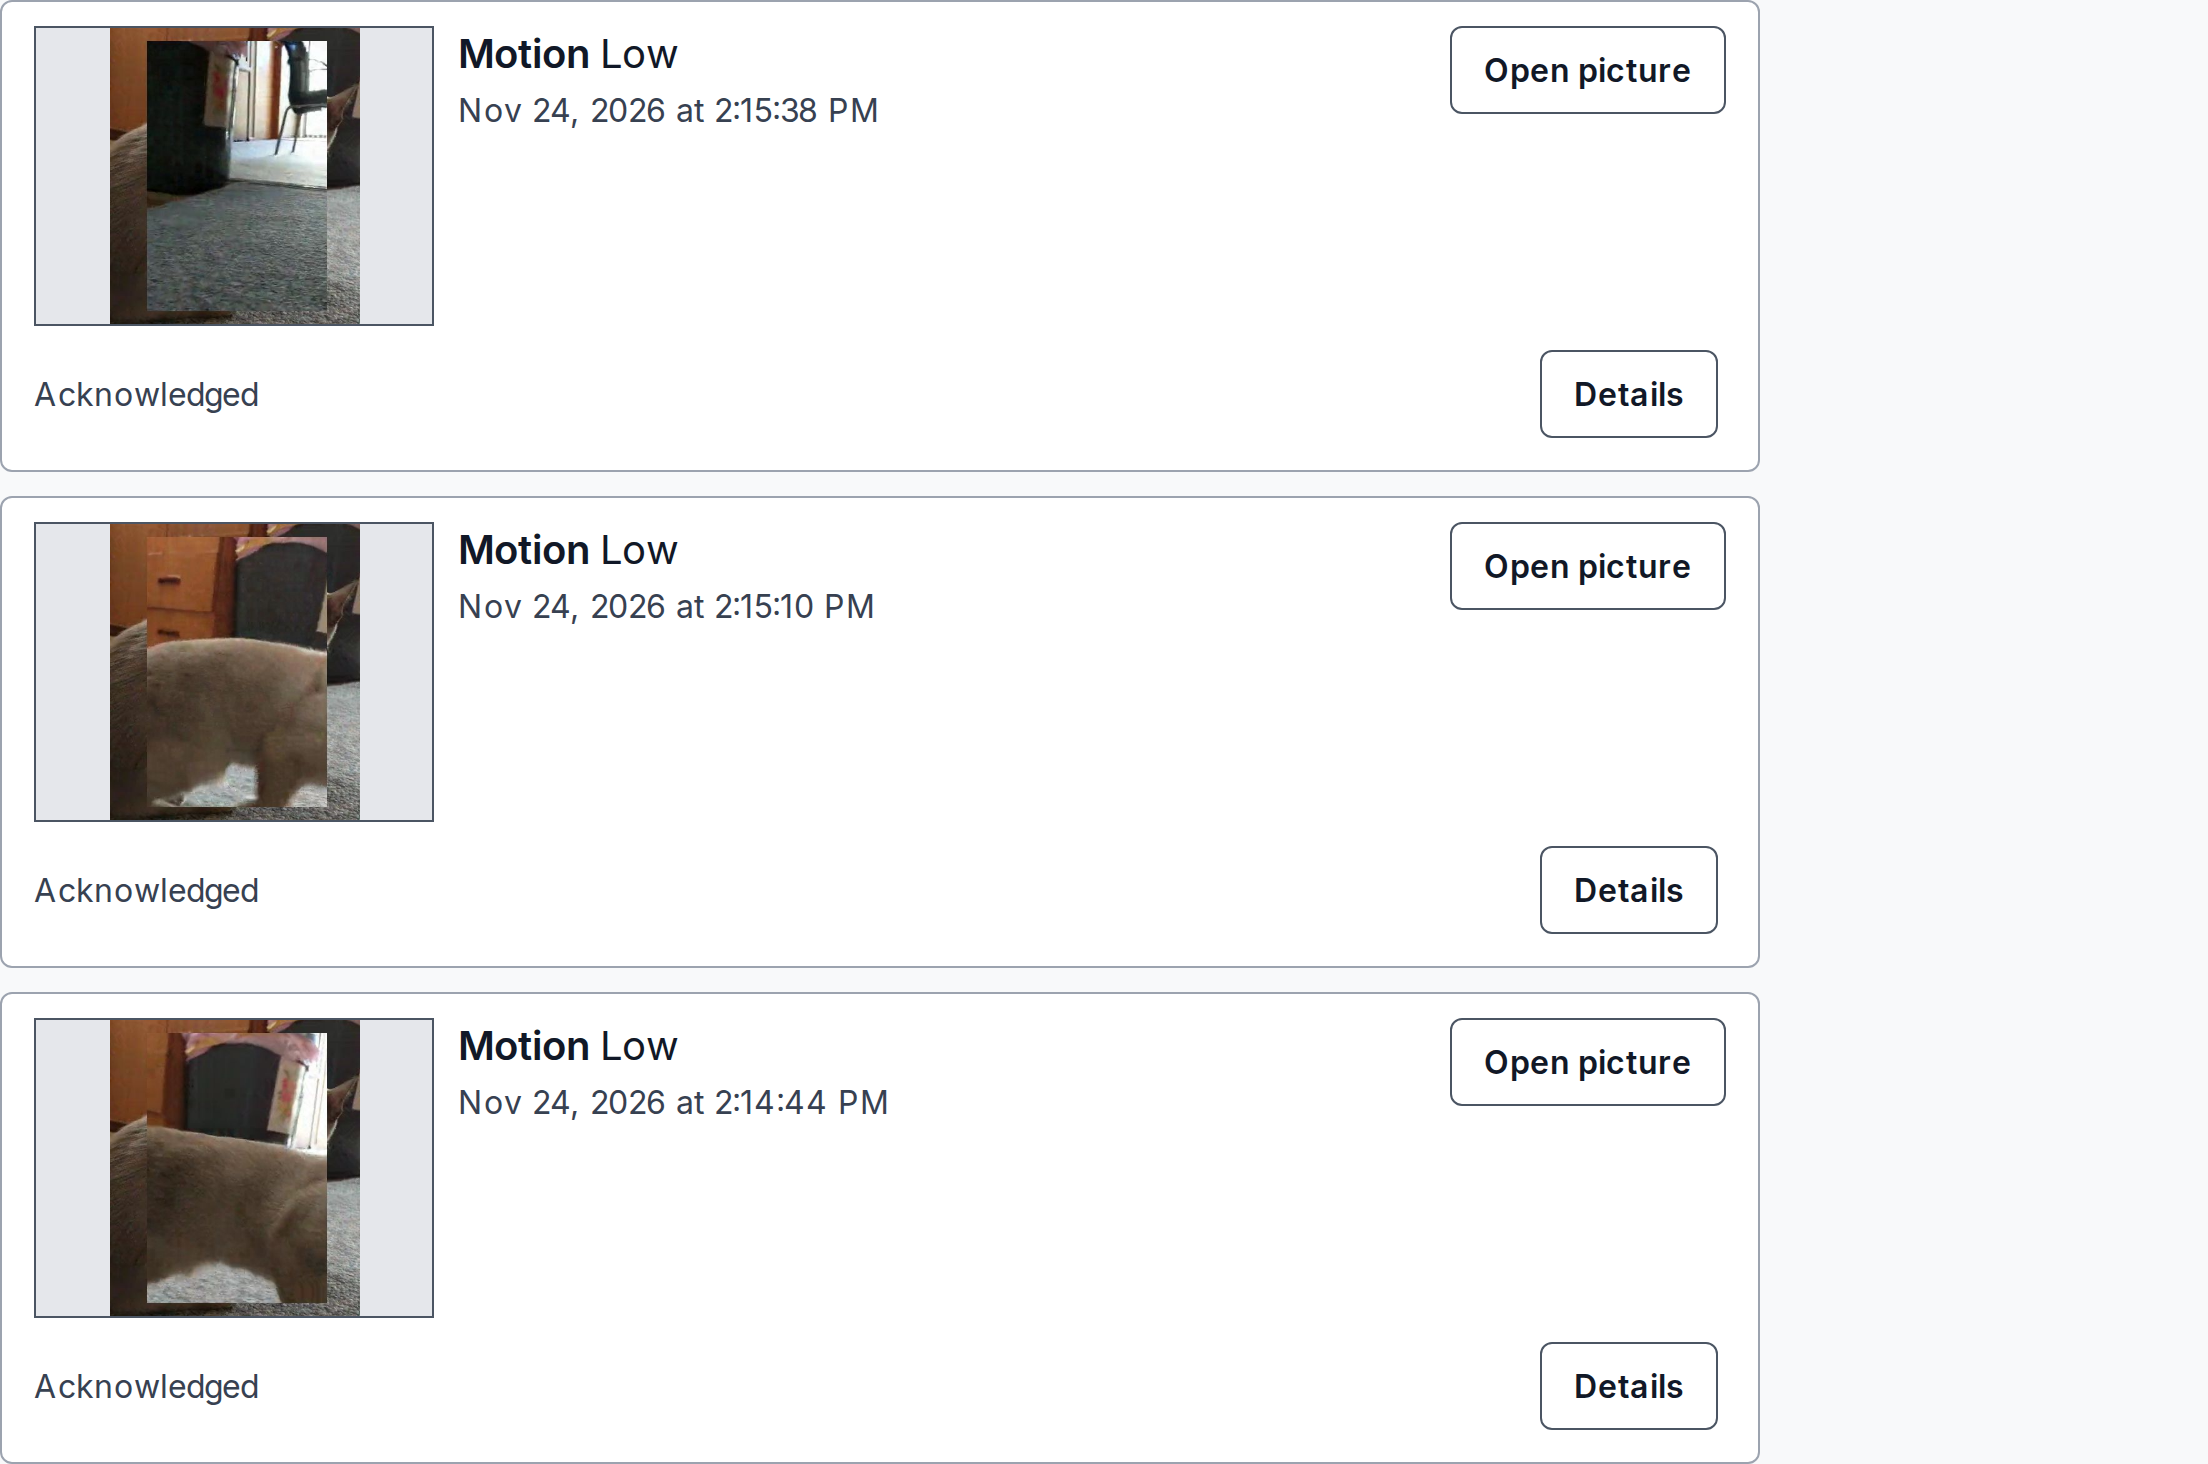 Motion Low
Open picture
Nov 24, 2026 at 2:15:38 PM
Acknowledged
Details
Motion Low
Open picture
Nov 24, 2026 at 2:15:10 PM
Acknowledged
Details
Motion Low
Open picture
Nov 24, 2026 at 2:14:44 PM
Acknowledged
Details